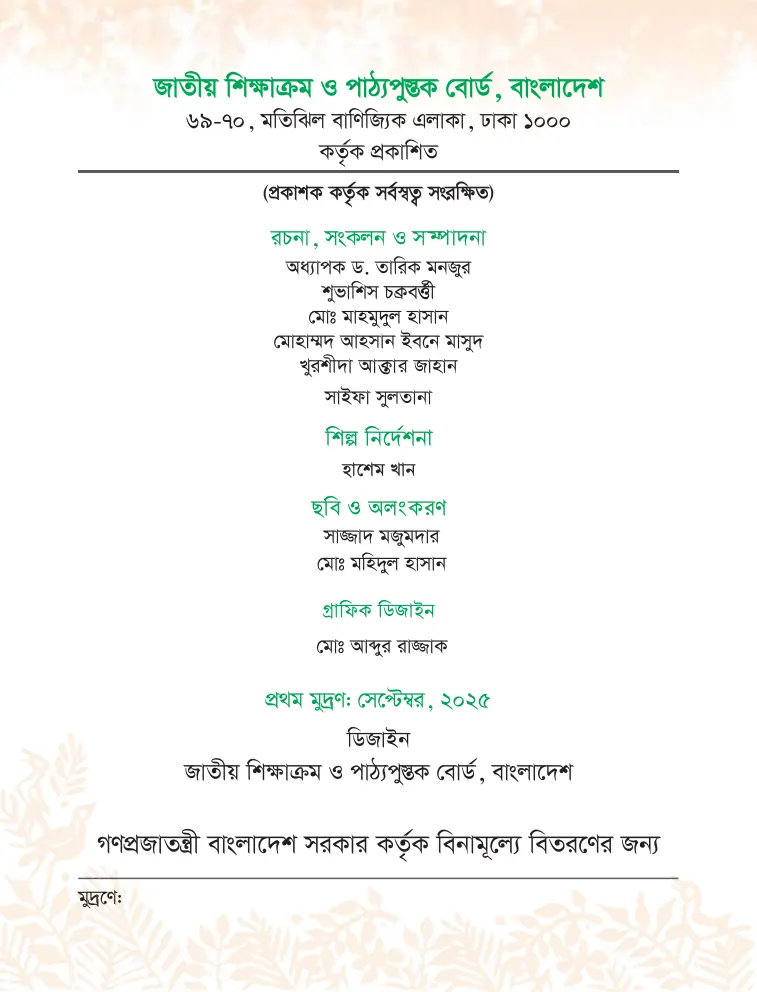 জাতীয় শিক্ষাক্রম ও পাঠ্যপুস্তক বোর্ড, বাংলাদেশ
৬৯-৭০, মতিঝিল বাণিজ্যিক এলাকা, ঢাকা ১০০০
কর্তৃক প্রকাশিত
(প্রকাশক কর্তৃক সর্বস্বত্ব সংরক্ষিত)
রচনা, সংকলন ও সম্পাদনা
অধ্যাপক ড. তারিক মনজুর
শুভাশিস চক্রবর্ত্তী
মোঃ মাহমুদুল হাসান
মোহাম্মদ আহসান ইবনে মাসুদ
খুরশীদা আক্তার জাহান
সাইফা সুলতানা
শিল্প নির্দেশনা
হাশেম খান
ছবি ও অলংকরণ
সাজ্জাদ মজুমদার
মোঃ মহিদুল হাসান
গ্রাফিক ডিজাইন
মোঃ আব্দুর রাজ্জাক
প্রথম মুদ্রণ: সেপ্টেম্বর, ২০২৫
ডিজাইন
জাতীয় শিক্ষাক্রম ও পাঠ্যপুস্তক বোর্ড, বাংলাদেশ
গণপ্রজাতন্ত্রী বাংলাদেশ সরকার কর্তৃক বিনামূল্যে বিতরণের জন্য
মুদ্রণে: